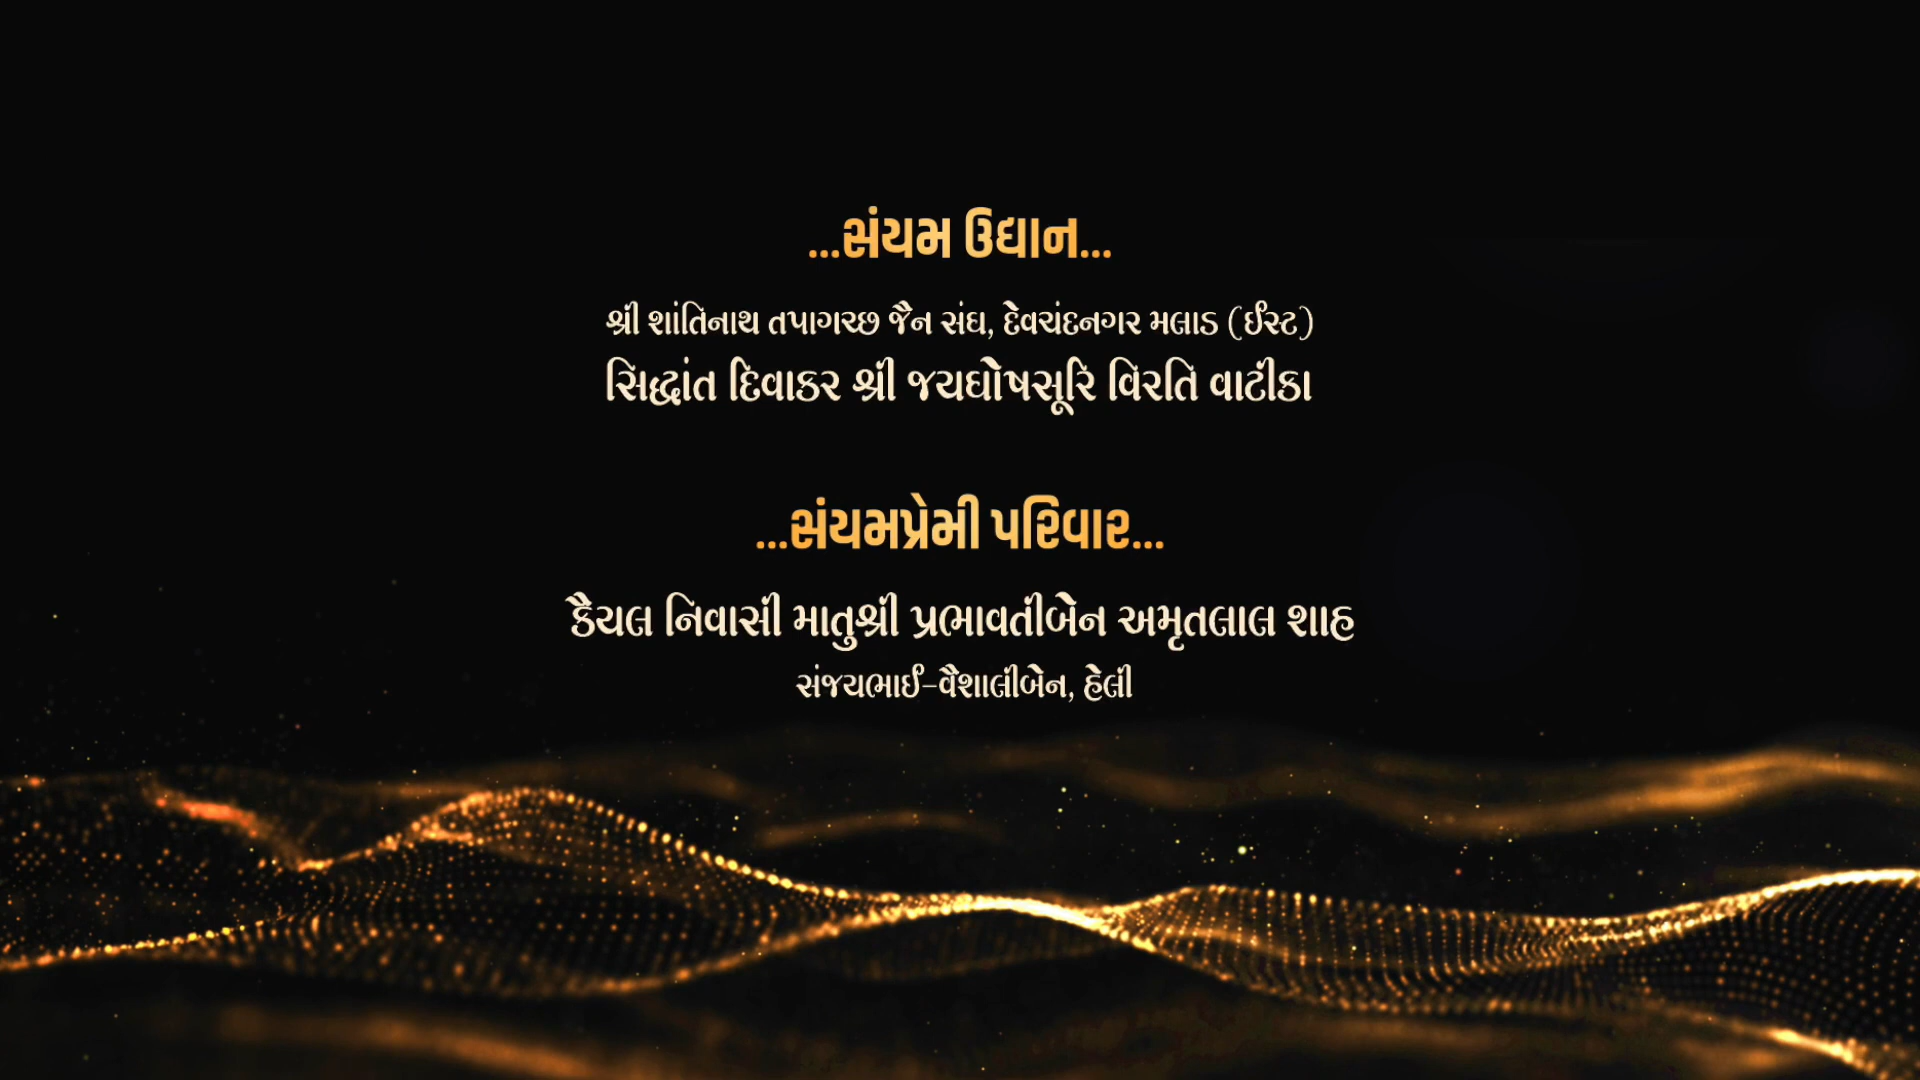 ...સંયમ ઉદ્યાન...
શ્રી શાંતિનાથ તપાગચ્છ જૈન સંઘ, દેવચંદનગર મલાડ (ઈસ્ટ)
સિદ્ધાંત દિવાકર શ્રી જયઘોષસૂરિ વિરતિ વાટીકા
...સંયમપ્રેમી પરિવાર...
કૈયલ નિવાસી માતુશ્રી પ્રભાવતીબેન અમૃતલાલ શાહ
સંજયભાઈ-વૈશાલીબેન, હેલી